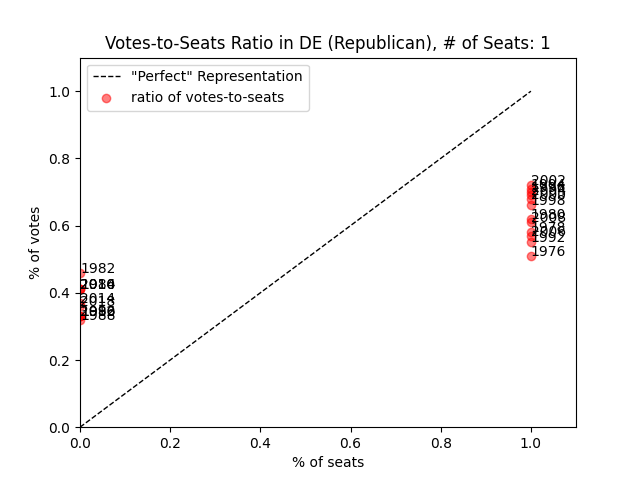 Votes-to-Seats Ratio in DE (Republican), # of Seats: 1
"Perfect" Representation
ratio of votes-to-seats
% of votes
1.0
0.8
0.6
0.4
0.2
0.0
2002
1998
1992
1976
1982
2014
2018
1988
0.0 0.2 0.4 0.6 0.8 1.0
% of seats